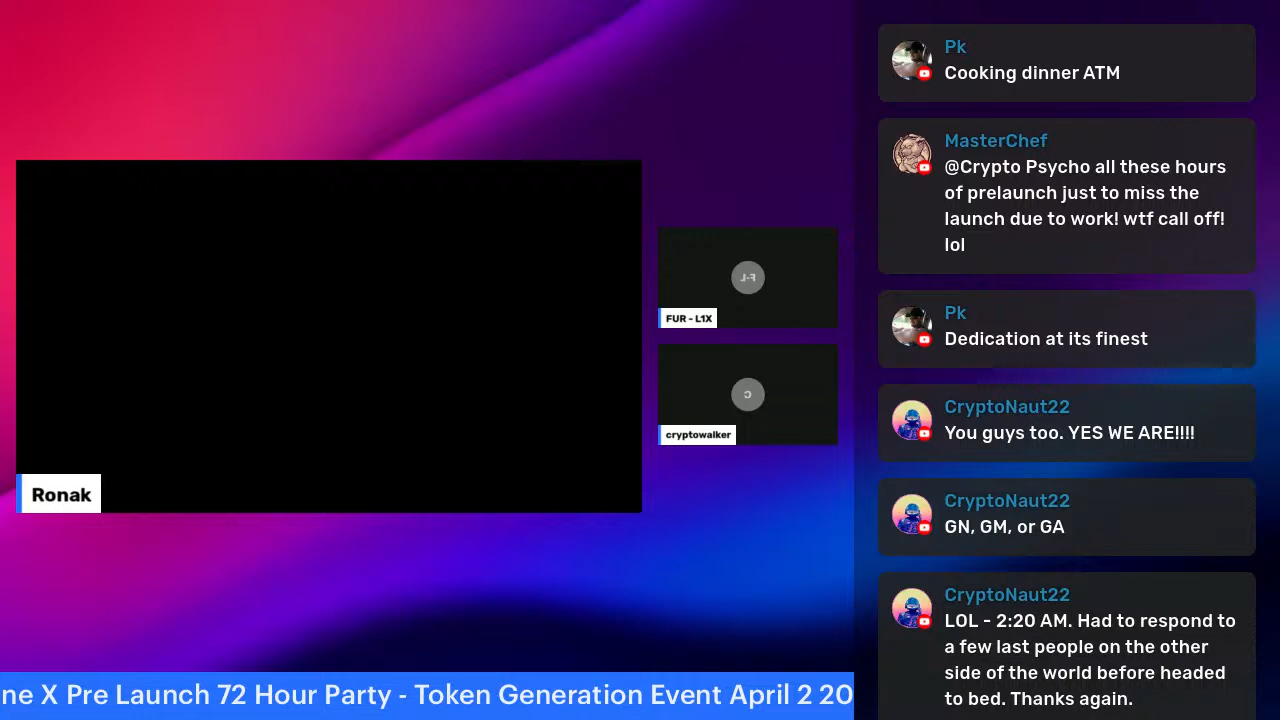 Ronak
F-L
FUR - L1X
C
cryptowalker
ne X Pre Launch 72 Hour Party - Token Generation Event April 2 20
Pk
Cooking dinner ATM
MasterChef
@Crypto Psycho all these hours
of prelaunch just to miss the
launch due to work! wtf call off!
lol
Pk
Dedication at its finest
CryptoNaut22
You guys too. YES WE ARE!!!!
CryptoNaut22
GN, GM, or GA
CryptoNaut22
LOL - 2:20 AM. Had to respond to
a few last people on the other
side of the world before headed
to bed. Thanks again.